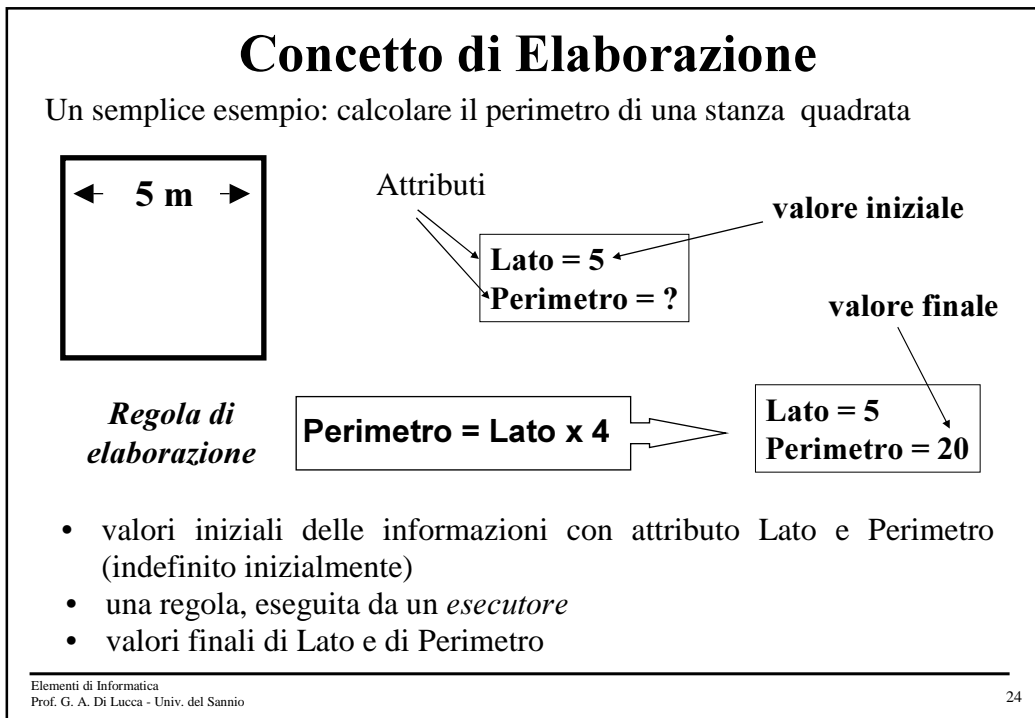 Concetto di Elaborazione
Un semplice esempio: calcolare il perimetro di una stanza quadrata
5 m
Attributi
valore iniziale
Lato = 5
Perimetro = ?
valore finale
Regola di
elaborazione
Perimetro = Lato x 4
Lato = 5
Perimetro = 20
• valori iniziali delle informazioni con attributo Lato e Perimetro
(indefinito inizialmente)
• una regola, eseguita da un esecutore
• valori finali di Lato e di Perimetro
Elementi di Informatica
Prof. G. A. Di Lucca - Univ. del Sannio
24